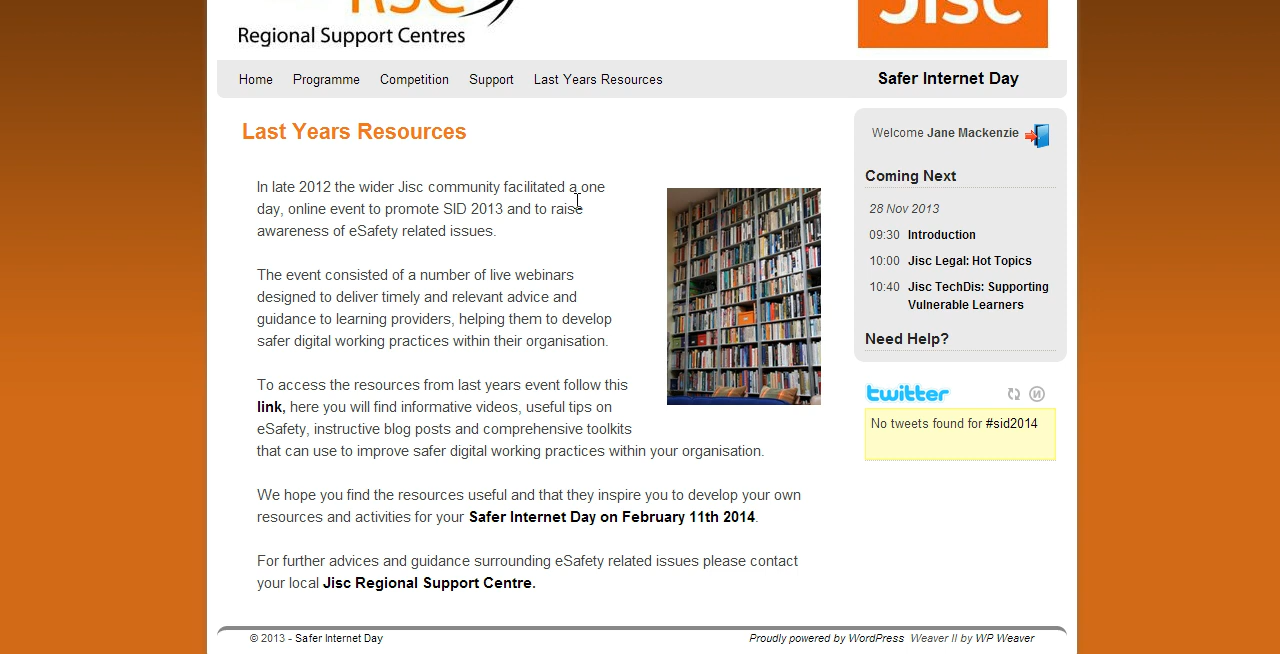 RSC
Regional Support Centres
Jisc
Home Programme Competition Support Last Years Resources
Safer Internet Day
Last Years Resources
In late 2012 the wider Jisc community facilitated a one
day, online event to promote SID 2013 and to raise
awareness of eSafety related issues.
The event consisted of a number of live webinars
designed to deliver timely and relevant advice and
guidance to learning providers, helping them to develop
safer digital working practices within their organisation.
To access the resources from last years event follow this
link, here you will find informative videos, useful tips on
eSafety, instructive blog posts and comprehensive toolkits
that can use to improve safer digital working practices within your organisation.
We hope you find the resources useful and that they inspire you to develop your own
resources and activities for your Safer Internet Day on February 11th 2014.
For further advices and guidance surrounding eSafety related issues please contact
your local Jisc Regional Support Centre.
Welcome Jane Mackenzie
Coming Next
28 Nov 2013
09:30 Introduction
10:00 Jisc Legal: Hot Topics
10:40 Jisc TechDis: Supporting
Vulnerable Learners
Need Help?
twitter
No tweets found for #sid2014
© 2013 - Safer Internet Day
Proudly powered by WordPress Weaver II by WP Weaver